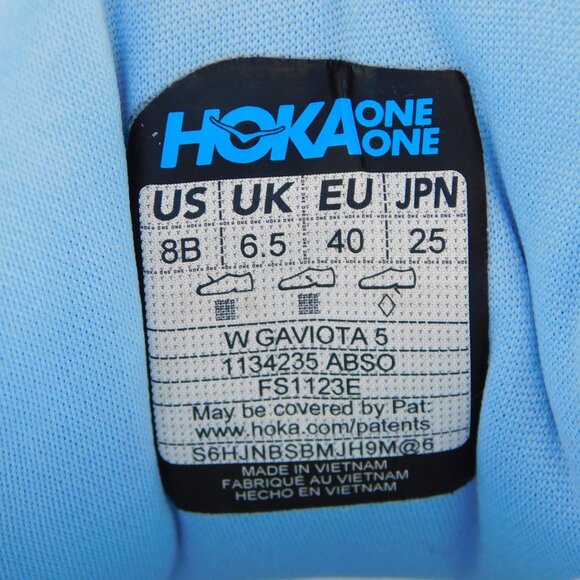 HOKA ONE ONE
US UK EU JPN
8B 6.5 40 25
W GAVIOTA 5
1134235 ABSO
FS1123E
May be covered by Pat:
www.hoka.com/patents
S6HJNBSBMJH9M@6
MADE IN VIETNAM
FABRIQUÉ AU VIETNAM
HECHO EN VIETNAM